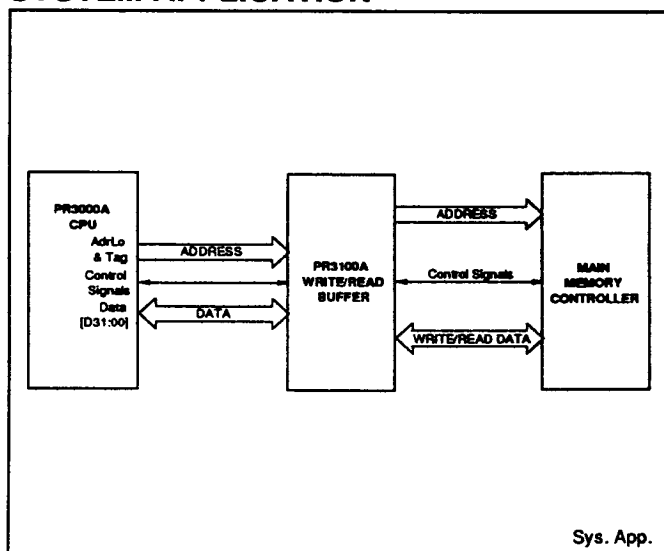 PR3000A
CPU
AdrLo
& Tag
Control
Signals
Data
[D31:00]
ADDRESS
DATA
PR3100A
WRITE/READ
BUFFER
ADDRESS
Control Signals
WRITE/READ DATA
MAIN
MEMORY
CONTROLLER
Sys. App.